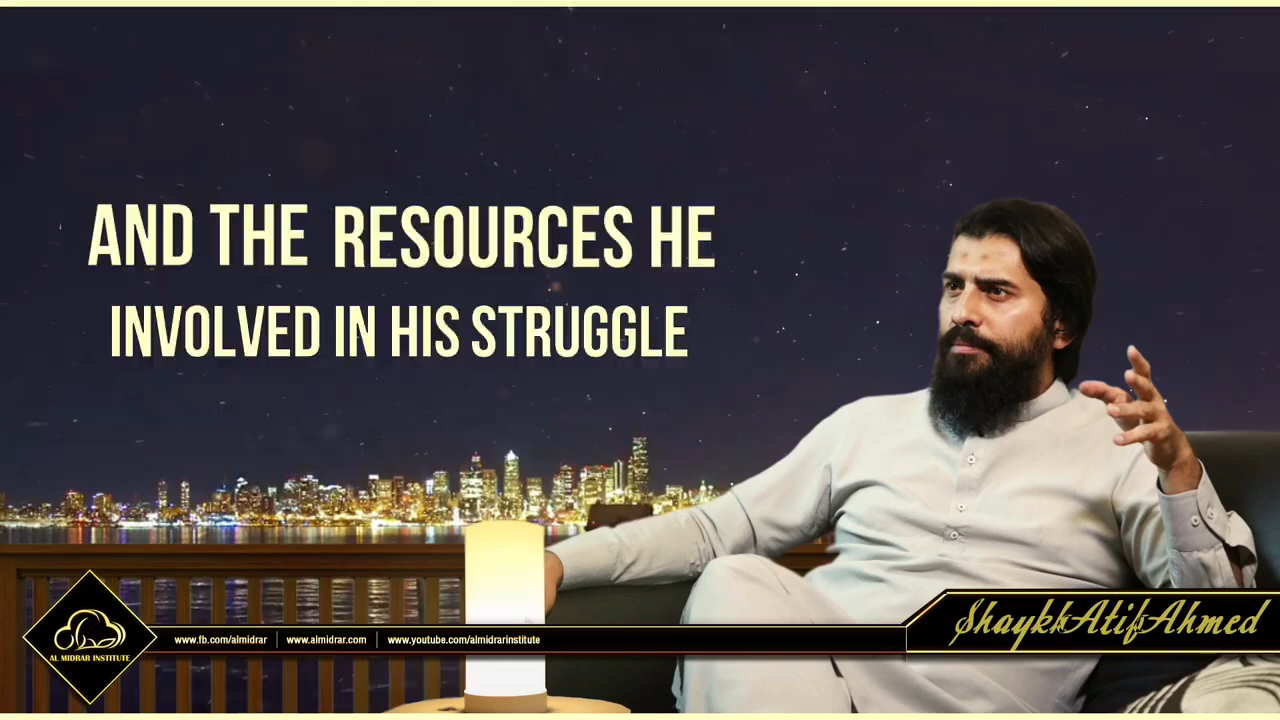 AND THE RESOURCES HE
INVOLVED IN HIS STRUGGLE
ShaykhAtifAhmed
www.fb.com/almidrar
www.almidrar.com
www.youtube.com/almidrarinstitute
AL MIDRAR INSTITUTE